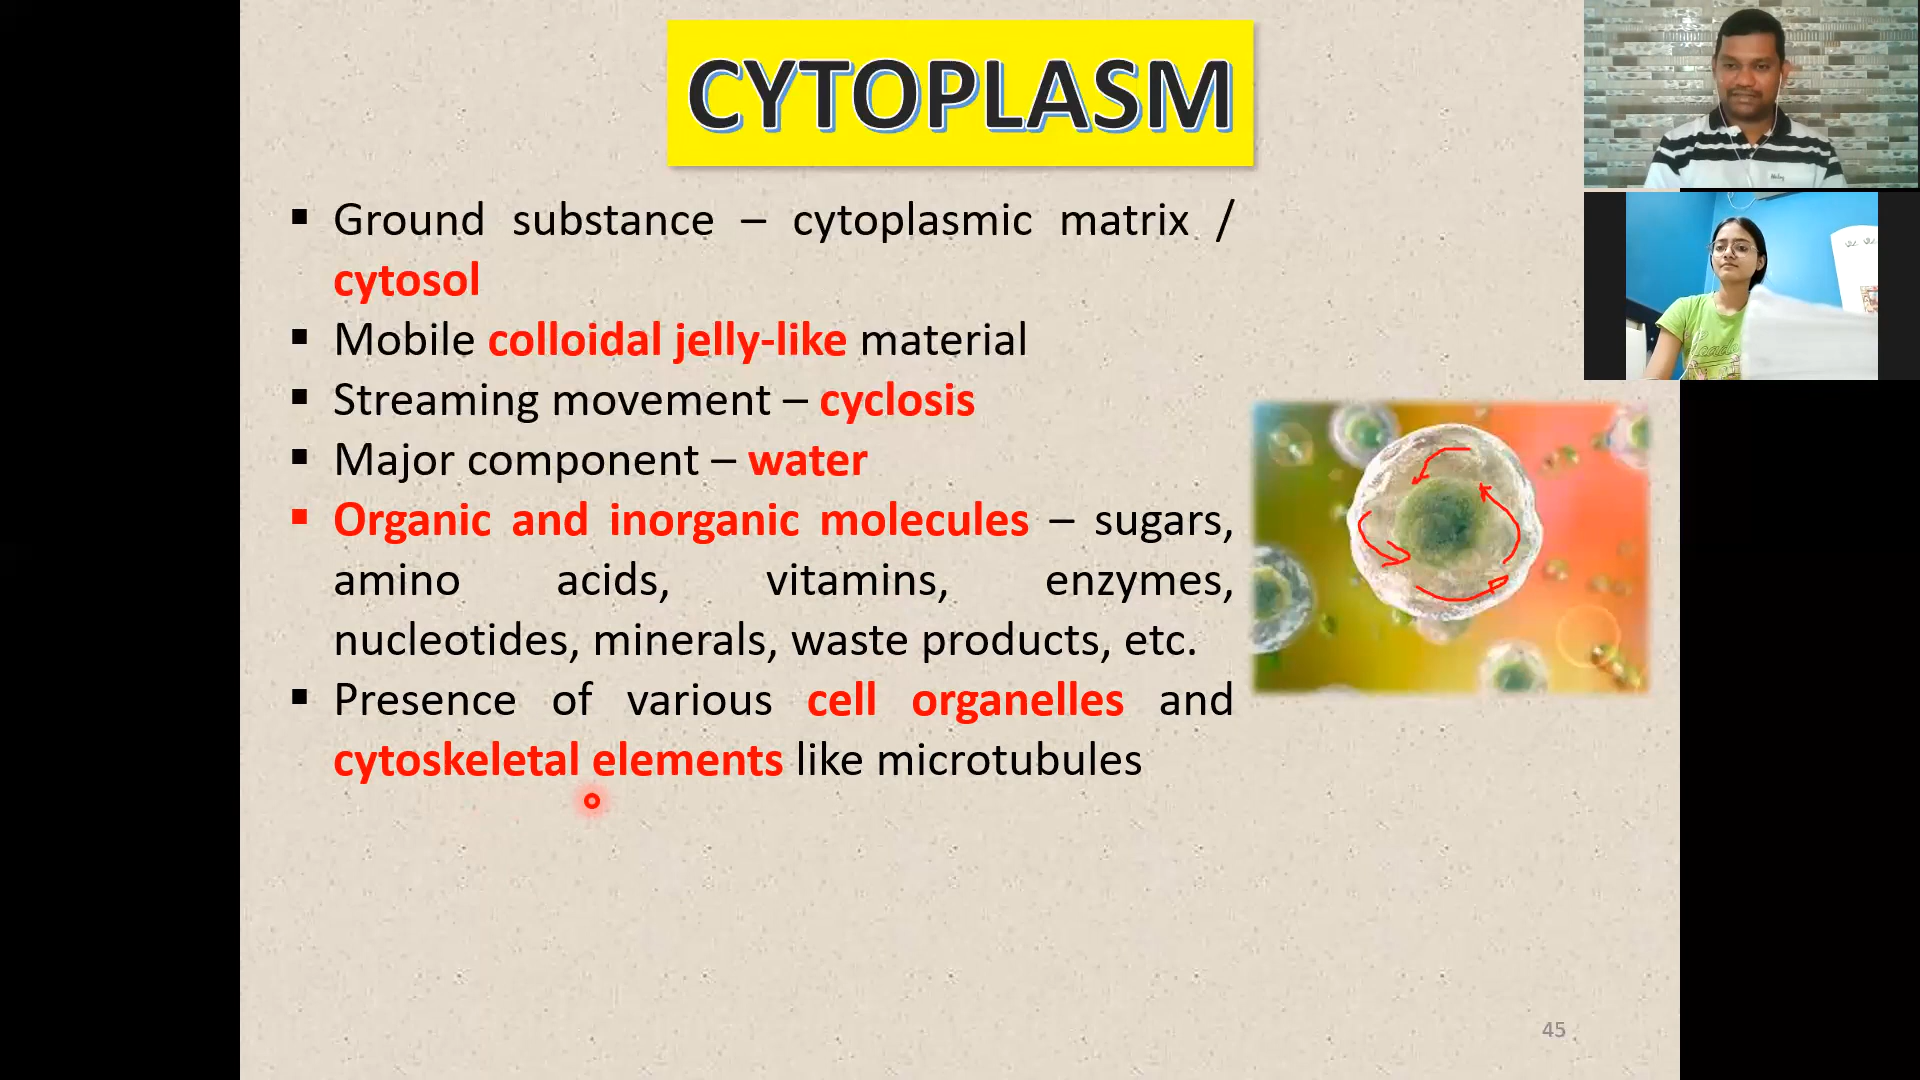 CYTOPLASM
▪ Ground substance – cytoplasmic matrix /
cytosol
▪ Mobile colloidal jelly-like material
▪ Streaming movement – cyclosis
▪ Major component – water
▪ Organic and inorganic molecules – sugars,
amino acids, vitamins, enzymes,
nucleotides, minerals, waste products, etc.
▪ Presence of various cell organelles and
cytoskeletal elements like microtubules
45